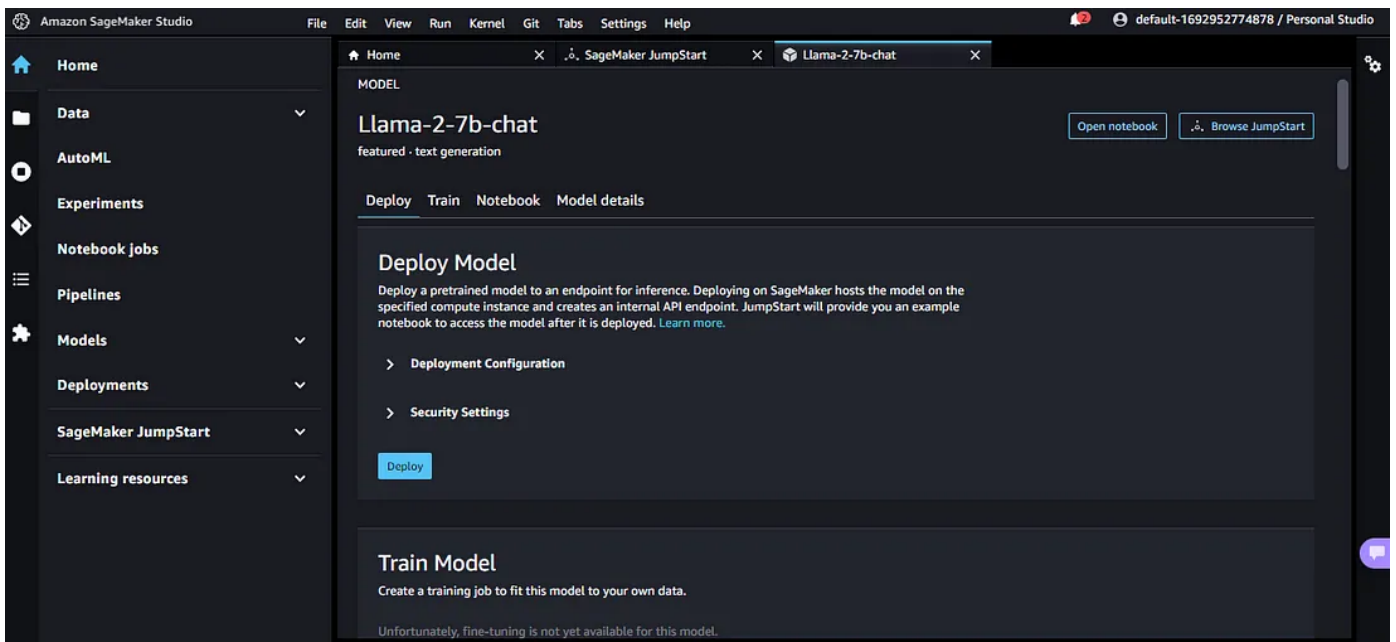 Amazon SageMaker Studio
File Edit View Run Kernel Git Tabs Settings Help
2
default-1692952774878 / Personal Studio
Home
Data
AutoML
Experiments
Notebook jobs
Pipelines
Models
Deployments
SageMaker JumpStart
Learning resources
Home
SageMaker JumpStart
Llama-2-7b-chat
MODEL
Llama-2-7b-chat
featured · text generation
Open notebook
Browse JumpStart
Deploy Train Notebook Model details
Deploy Model
Deploy a pretrained model to an endpoint for inference. Deploying on SageMaker hosts the model on the
specified compute instance and creates an internal API endpoint. JumpStart will provide you an example
notebook to access the model after it is deployed. Learn more.
Deployment Configuration
Security Settings
Deploy
Train Model
Create a training job to fit this model to your own data.
Unfortunately, fine-tuning is not yet available for this model.